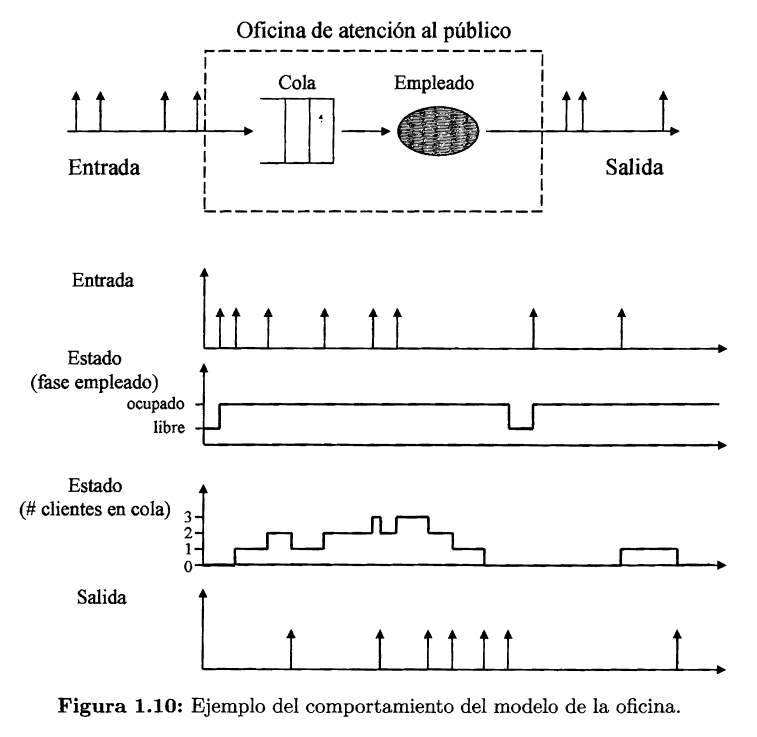 Oficina de atención al público
Cola
Empleado
Entrada
Salida
Entrada
Estado
(fase empleado)
ocupado
libre
Estado
(# clientes en cola)
3
2
1
0
Salida
Figura 1.10: Ejemplo del comportamiento del modelo de la oficina.